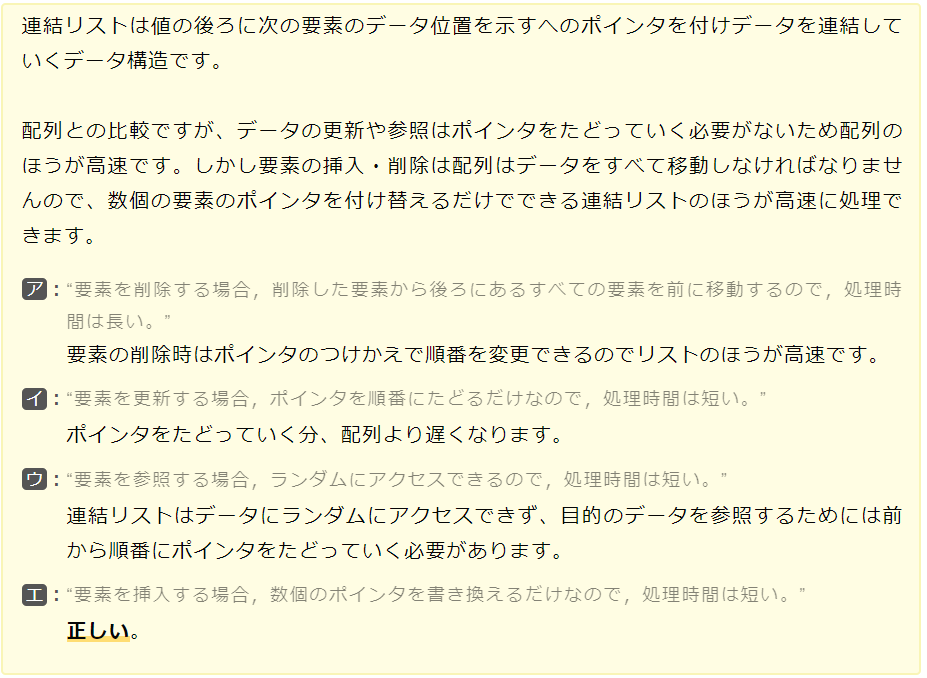 連結リストは値の後ろに次の要素のデータ位置を示すへのポインタを付けデータを連結して
いくデータ構造です。
配列との比較ですが、データの更新や参照はポインタをたどっていく必要がないため配列の
ほうが高速です。しかし要素の挿入・削除は配列はデータをすべて移動しなければなりませ
んので、数個の要素のポインタを付け替えるだけでできる連結リストのほうが高速に処理で
きます。
ア：“要素を削除する場合，削除した要素から後ろにあるすべての要素を前に移動するので，処理時
間は長い。”
要素の削除時はポインタのつけかえで順番を変更できるのでリストのほうが高速です。
イ：“要素を更新する場合，ポインタを順番にたどるだけなので，処理時間は短い。”
ポインタをたどっていく分、配列より遅くなります。
ウ：“要素を参照する場合，ランダムにアクセスできるので，処理時間は短い。”
連結リストはデータにランダムにアクセスできず、目的のデータを参照するためには前
から順番にポインタをたどっていく必要があります。
エ：“要素を挿入する場合，数個のポインタを書き換えるだけなので，処理時間は短い。”
正しい。